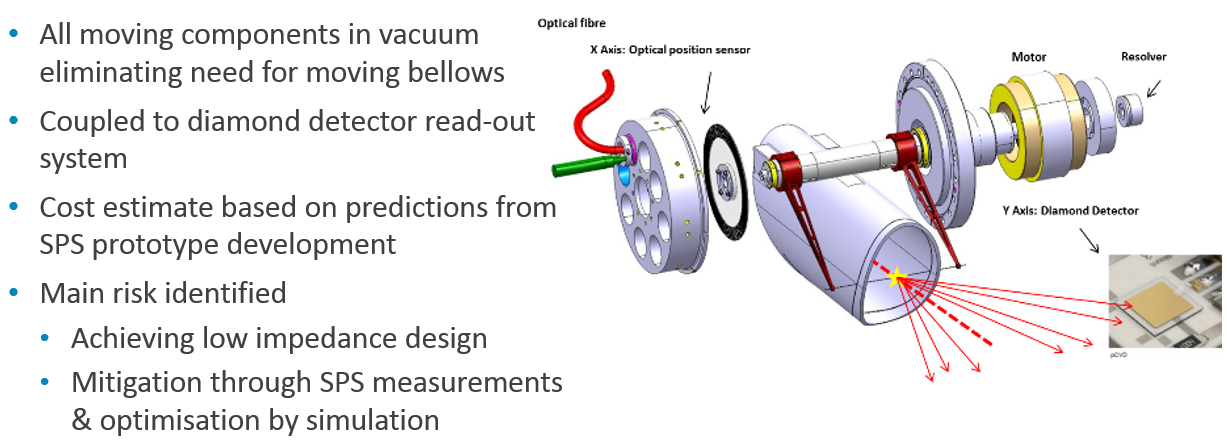 • All moving components in vacuum
eliminating need for moving bellows
• Coupled to diamond detector read-out
system
• Cost estimate based on predictions from
SPS prototype development
• Main risk identified
• Achieving low impedance design
• Mitigation through SPS measurements
& optimisation by simulation
Optical fibre
X Axis: Optical position sensor
Motor
Resolver
Y Axis: Diamond Detector
pCVD